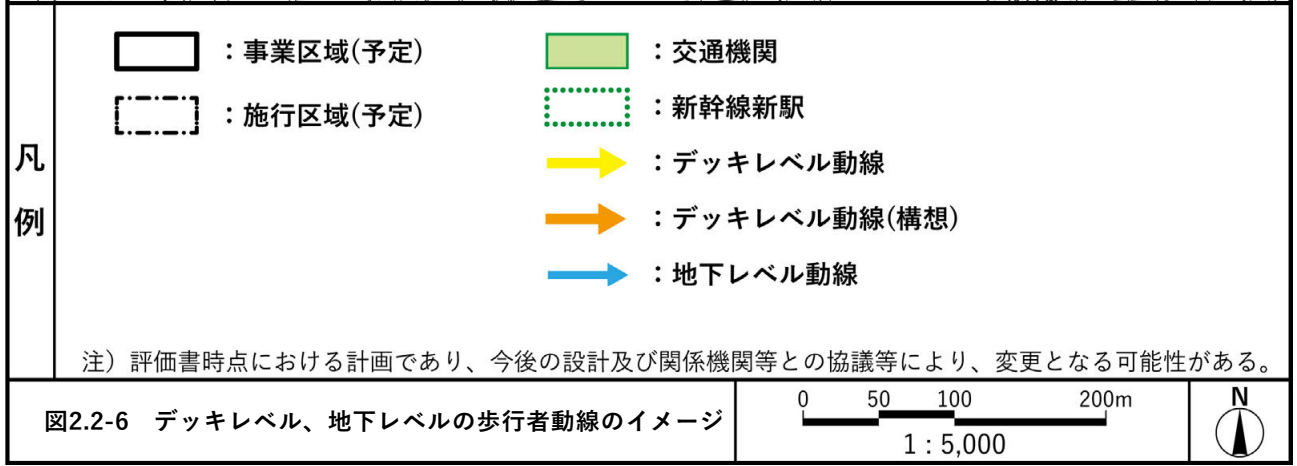 凡
例
：事業区域(予定)
：施行区域(予定)
：交通機関
：新幹線新駅
：デッキレベル動線
：デッキレベル動線(構想)
：地下レベル動線
注）評価書時点における計画であり、今後の設計及び関係機関等との協議等により、変更となる可能性がある。
図2.2-6　デッキレベル、地下レベルの歩行者動線のイメージ
0 50 100 200m
1：5,000
N